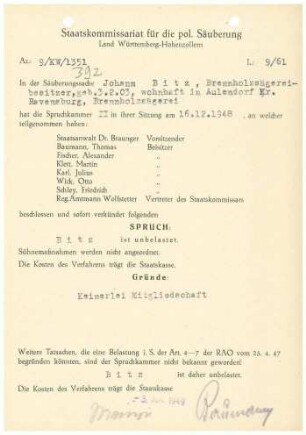 Staatskommissariat für die pol. Säuberung
Land Württemberg-Hohenzollern
At: 9/KW/1351 L: 9/61
392
In der Säuberungssache Johann Bitz, Brennholzsägerei-
besitzer, geb. 3.2.03, wohnhaft in Aulendorf Kr.
Ravensburg, Brennholzsägerei
hat die Spruchkammer II in ihrer Sitzung am 16.12.1948, an welcher
teilgenommen haben:
Staatsanwalt Dr. Braunger Vorsitzender
Baumann, Thomas Beisitzer
Fischer, Alexander „
Klett, Martin „
Karl, Julius „
Wirk, Otto „
Schley, Friedrich „
Reg.Amtmann Wolfstetter Vertreter des Staatskommissars
beschlossen und sofort verkündet folgenden
SPRUCH:
Bitz ist unbelastet.
Sühnemaßnahmen werden nicht angeordnet.
Die Kosten des Verfahrens trägt die Staatskasse.
Gründe:
Keinerlei Mitgliedschaft
Weitere Tatsachen, die eine Belastung i. S. der Art. 4—7 der RAO vom 26. 4. 47
begründen könnten, sind der Spruchkammer nicht bekannt geworden.
Bitz ist daher unbelastet.
Die Kosten des Verfahrens trägt die Staatskasse
Baumann